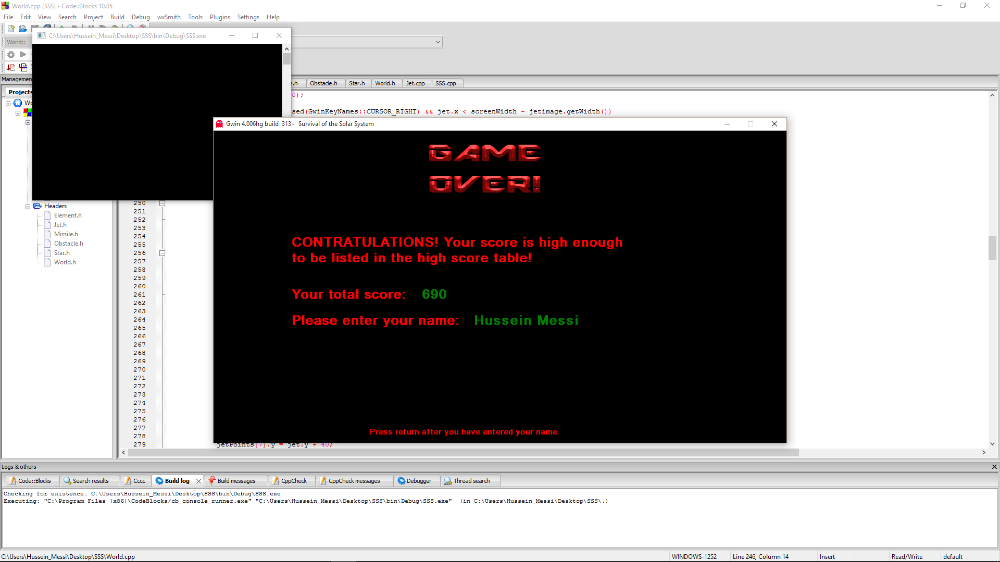 World.cpp [SSS] - Code::Blocks 10.05
File Edit View Search Project Build Debug wxSmith Tools Plugins Settings Help
C:\Users\Hussein_Messi\Desktop\SSS\bin\Debug\SSS.exe
World::
Managemen
Projects
e.h Obstacle.h Star.h World.h Jet.cpp SSS.cpp
0);
Wo
sed(GwinKeyNames::CURSOR_RIGHT) && jet.x < screenWidth - jetimage.getWidth())
Gwin 4.006hg build 313+ Survival of the Solar System
GAME
OVER!
CONTRATULATIONS! Your score is high enough
to be listed in the high score table!
Your total score: 690
Please enter your name: Hussein Messi
Press return after you have entered your name
Headers
Element.h
Jet.h
Missile.h
Obstacle.h
Star.h
World.h
250
251
252
253
254
255
256
257
258
259
260
261
262
263
264
265
266
267
268
269
270
271
272
273
274
275
276
277
278
279 jetPoints[7].y = jet.y + 40;
Logs & others
Code::Blocks Search results Cccc Build log Build messages CppCheck CppCheck messages Debugger Thread search
Checking for existence: C:\Users\Hussein_Messi\Desktop\SSS\bin\Debug\SSS.exe
Executing: "C:\Program Files (x86)\CodeBlocks/cb_console_runner.exe" "C:\Users\Hussein_Messi\Desktop\SSS\bin\Debug\SSS.exe" (in C:\Users\Hussein_Messi\Desktop\SSS\.)
C:\Users\Hussein_Messi\Desktop\SSS\World.cpp WINDOWS-1252 Line 246, Column 14 Insert Read/Write default